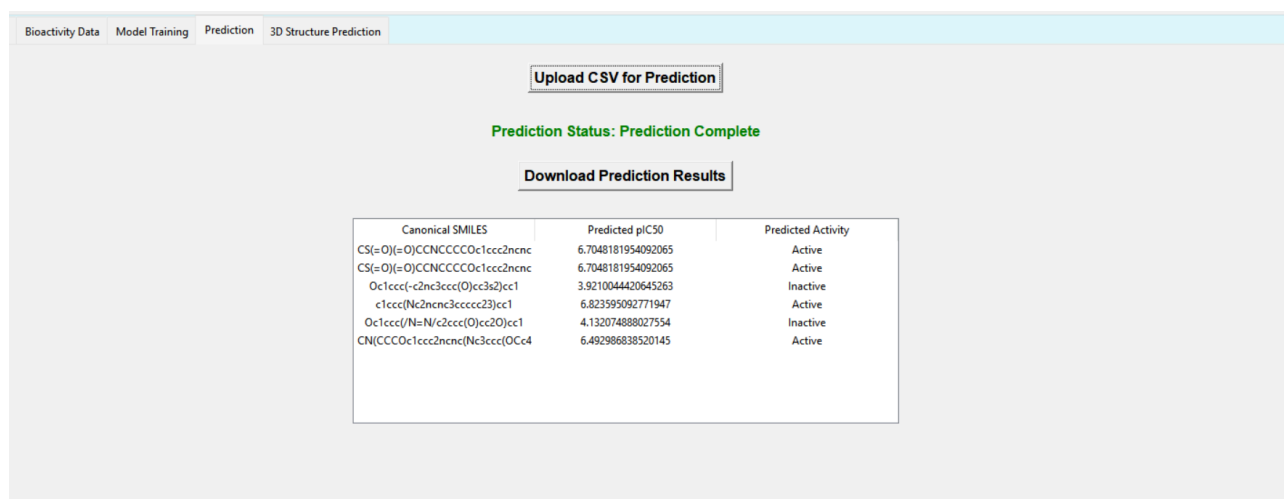 Bioactivity Data Model Training Prediction 3D Structure Prediction
Upload CSV for Prediction
Prediction Status: Prediction Complete
Download Prediction Results
Canonical SMILES Predicted pIC50 Predicted Activity
CS(=O)(=O)CCNCCCCOc1ccc2ncnc 6.7048181954092065 Active
CS(=O)(=O)CCNCCCCOc1ccc2ncnc 6.7048181954092065 Active
Oc1ccc(-c2nc3ccc(O)cc3s2)cc1 3.9210044420645263 Inactive
c1ccc(Nc2ncnc3ccccc23)cc1 6.823595092771947 Active
Oc1ccc(/N=N/c2ccc(O)cc2O)cc1 4.132074888027554 Inactive
CN(CCCOc1ccc2ncnc(Nc3ccc(OCc4 6.492986838520145 Active